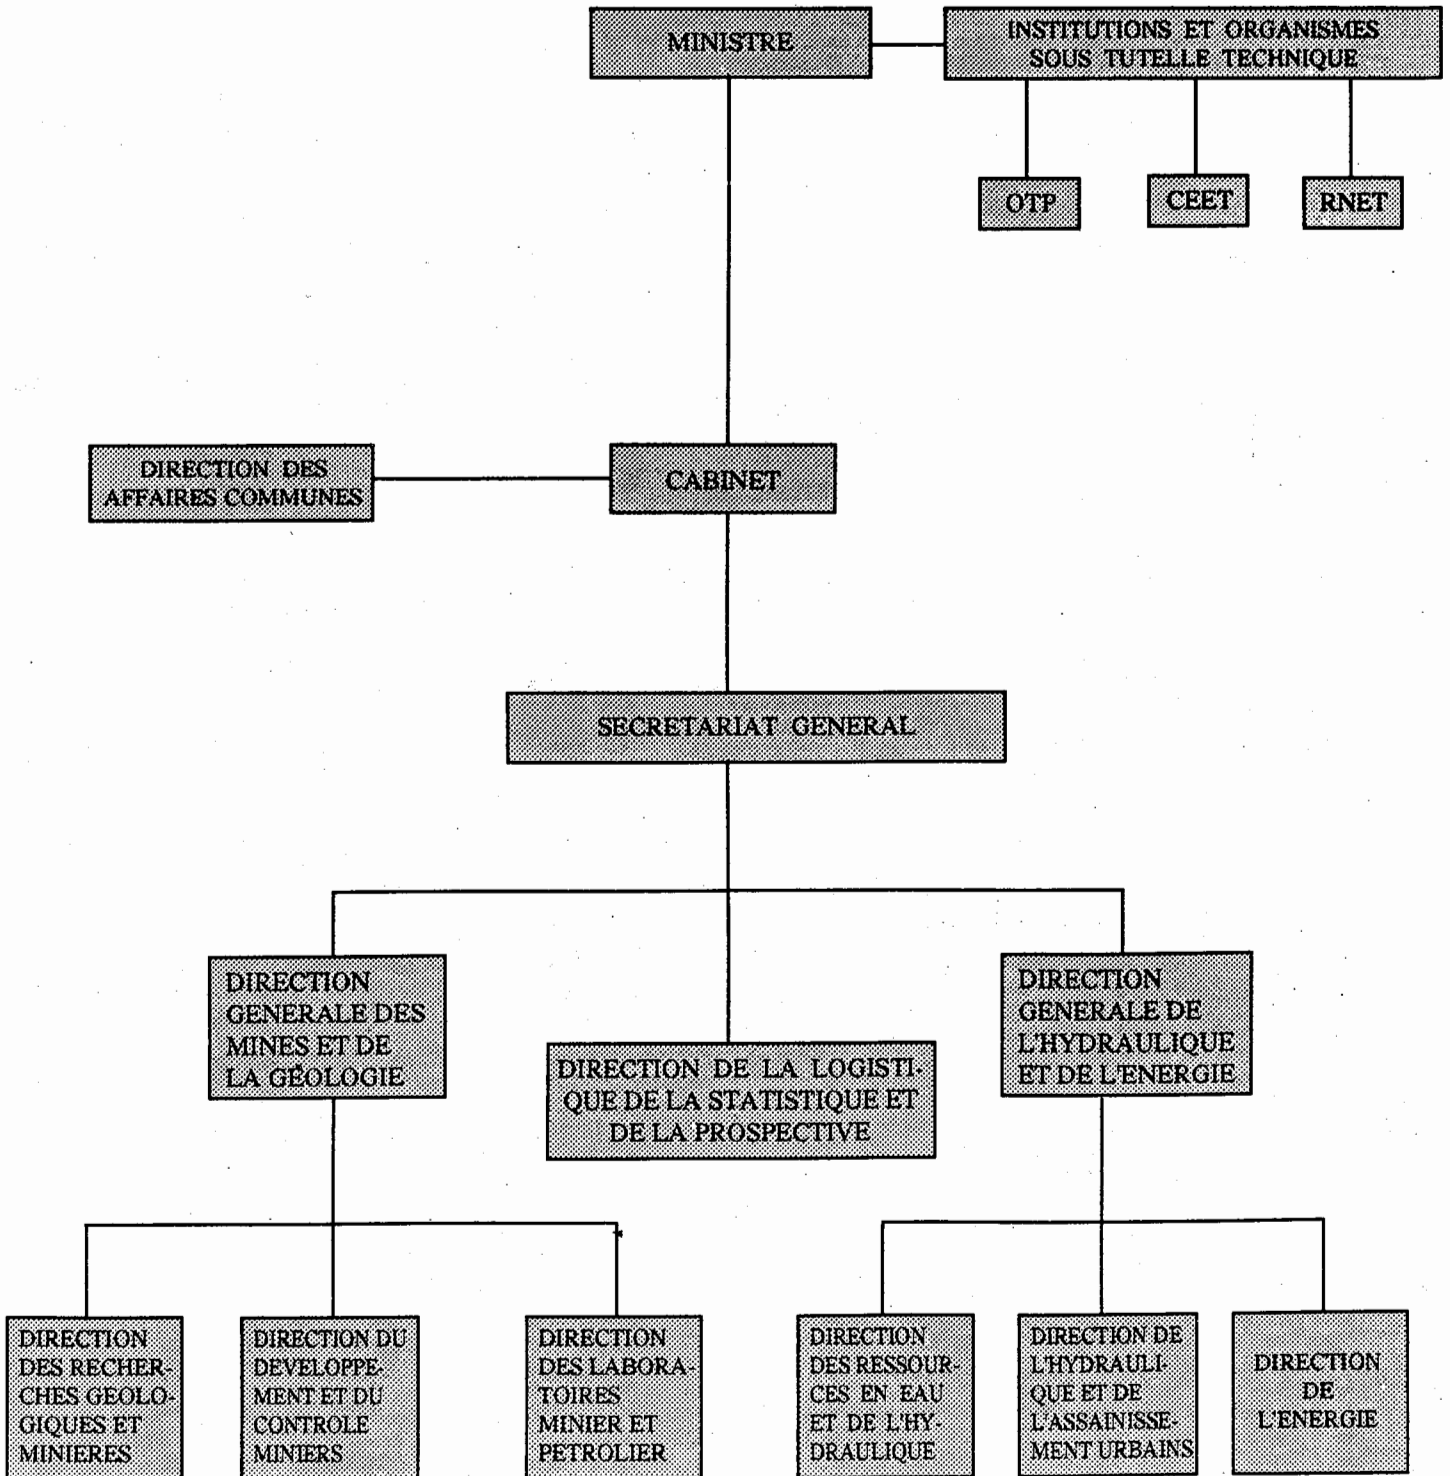 MINISTRE
INSTITUTIONS ET ORGANISMES
SOUS TUTELLE TECHNIQUE
OTP
CEET
RNET
DIRECTION DES
AFFAIRES COMMUNES
CABINET
SECRETARIAT GENERAL
DIRECTION
GENERALE DES
MINES ET DE
LA GEOLOGIE
DIRECTION DE LA LOGISTI-
QUE DE LA STATISTIQUE ET
DE LA PROSPECTIVE
DIRECTION
GENERALE DE
L'HYDRAULIQUE
ET DE L'ENERGIE
DIRECTION
DES RECHER-
CHES GEOLO-
GIQUES ET
MINIERES
DIRECTION DU
DEVELOPPE-
MENT ET DU
CONTROLE
MINIERS
DIRECTION
DES LABORA-
TOIRES
MINIER ET
PETROLIER
DIRECTION
DES RESSOUR-
CES EN EAU
ET DE L'HY-
DRAULIQUE
DIRECTION DE
L'HYDRAULI-
QUE ET DE
L'ASSAINISSE-
MENT URBAINS
DIRECTION
DE
L'ENERGIE